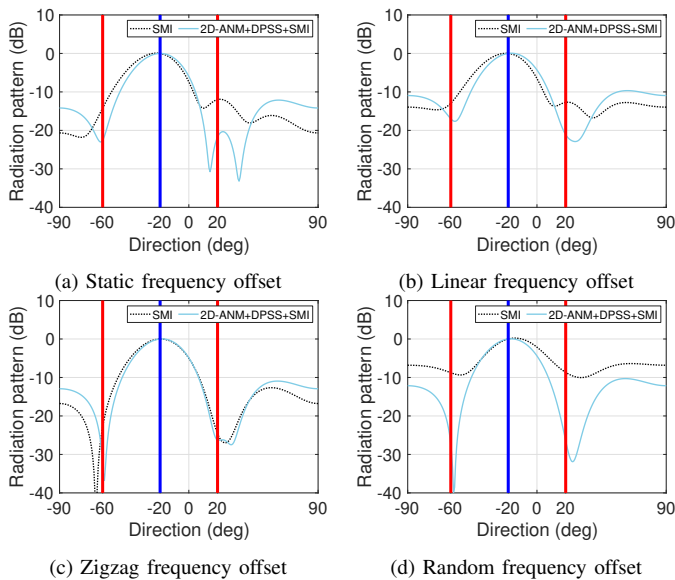 SMI 2D-ANM+DPSS+SMI
Radiation pattern (dB)
10
0
-10
-20
-30
-40
-90 -60 -20 0 20 90
Direction (deg)
(a) Static frequency offset
SMI 2D-ANM+DPSS+SMI
Radiation pattern (dB)
10
0
-10
-20
-30
-40
-90 -60 -20 0 20 90
Direction (deg)
(b) Linear frequency offset
SMI 2D-ANM+DPSS+SMI
Radiation pattern (dB)
10
0
-10
-20
-30
-40
-90 -60 -20 0 20 90
Direction (deg)
(c) Zigzag frequency offset
SMI 2D-ANM+DPSS+SMI
Radiation pattern (dB)
10
0
-10
-20
-30
-40
-90 -60 -20 0 20 90
Direction (deg)
(d) Random frequency offset